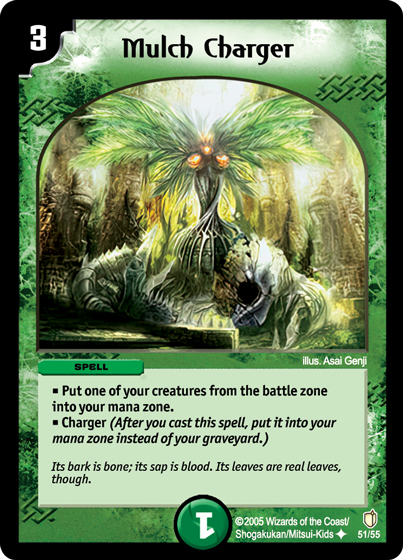 3
Mulch Charger
illus. Asai Genji
SPELL
▪ Put one of your creatures from the battle zone
into your mana zone.
▪ Charger (After you cast this spell, put it into your
mana zone instead of your graveyard.)
Its bark is bone; its sap is blood. Its leaves are real leaves,
though.
1
©2005 Wizards of the Coast/
Shogakukan/Mitsui-Kids ✦ 51/55